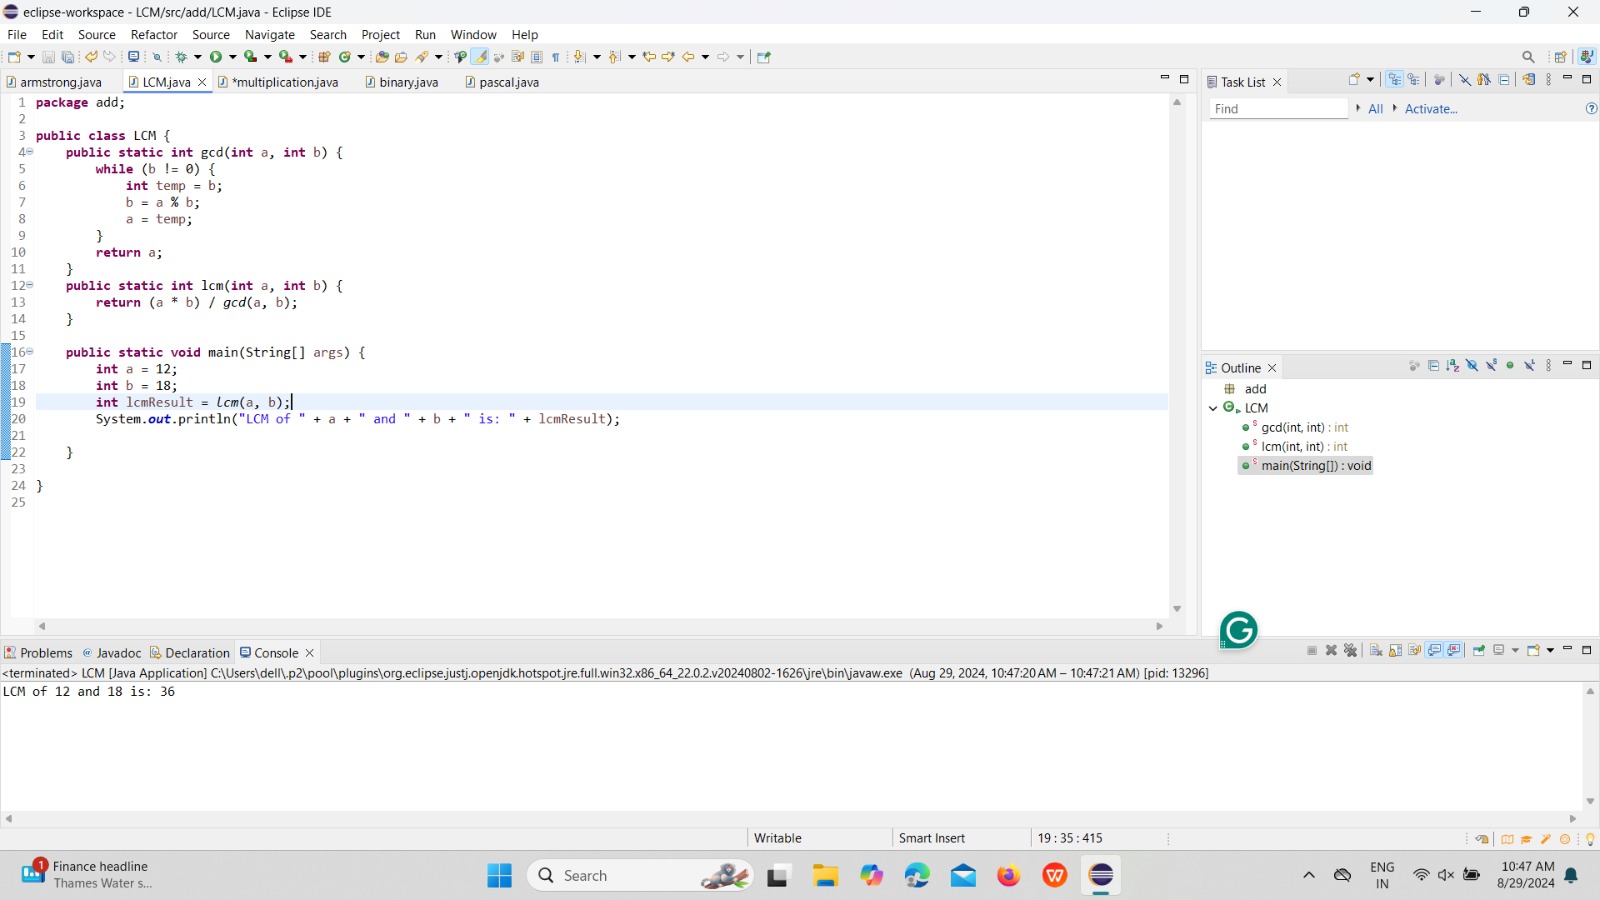 eclipse-workspace - LCM/src/add/LCM.java - Eclipse IDE
File Edit Source Refactor Source Navigate Search Project Run Window Help
armstrong.java LCM.java *multiplication.java binary.java pascal.java
1 package add;
2
3 public class LCM {
4 public static int gcd(int a, int b) {
5 while (b != 0) {
6 int temp = b;
7 b = a % b;
8 a = temp;
9 }
10 return a;
11 }
12 public static int lcm(int a, int b) {
13 return (a * b) / gcd(a, b);
14 }
15
16 public static void main(String[] args) {
17 int a = 12;
18 int b = 18;
19 int lcmResult = lcm(a, b);
20 System.out.println("LCM of " + a + " and " + b + " is: " + lcmResult);
21
22 }
23
24 }
25
Task List
Find All Activate...
Outline
add
LCM
gcd(int, int) : int
lcm(int, int) : int
main(String[]) : void
G
Problems Javadoc Declaration Console
<terminated> LCM [Java Application] C:\Users\dell\.p2\pool\plugins\org.eclipse.justj.openjdk.hotspot.jre.full.win32.x86_64_22.0.2.v20240802-1626\jre\bin\javaw.exe (Aug 29, 2024, 10:47:20 AM – 10:47:21 AM) [pid: 13296]
LCM of 12 and 18 is: 36
Writable Smart Insert 19 : 35 : 415
1
Finance headline
Thames Water s...
Search
ENG
IN
10:47 AM
8/29/2024